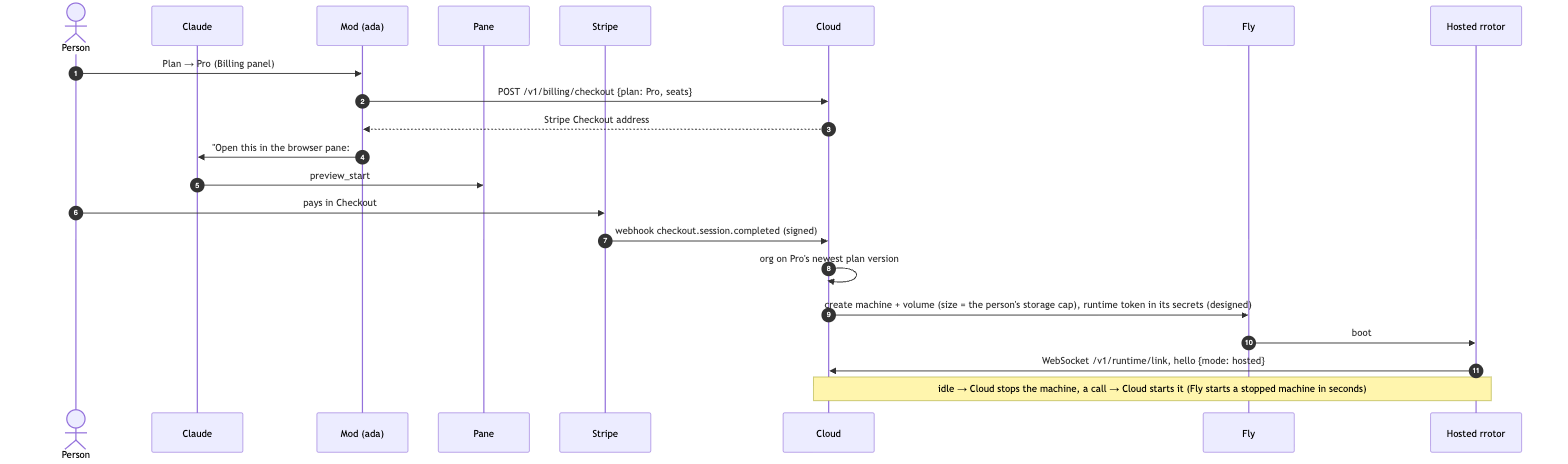 Person
Claude
Mod (ada)
Pane
Stripe
Cloud
Fly
Hosted rrotor
1
Plan → Pro (Billing panel)
2
POST /v1/billing/checkout {plan: Pro, seats}
3
Stripe Checkout address
4
"Open this in the browser pane:
5
preview_start
6
pays in Checkout
7
webhook checkout.session.completed (signed)
8
org on Pro's newest plan version
9
create machine + volume (size = the person's storage cap), runtime token in its secrets (designed)
10
boot
11
WebSocket /v1/runtime/link, hello {mode: hosted}
idle → Cloud stops the machine, a call → Cloud starts it (Fly starts a stopped machine in seconds)
Person
Claude
Mod (ada)
Pane
Stripe
Cloud
Fly
Hosted rrotor